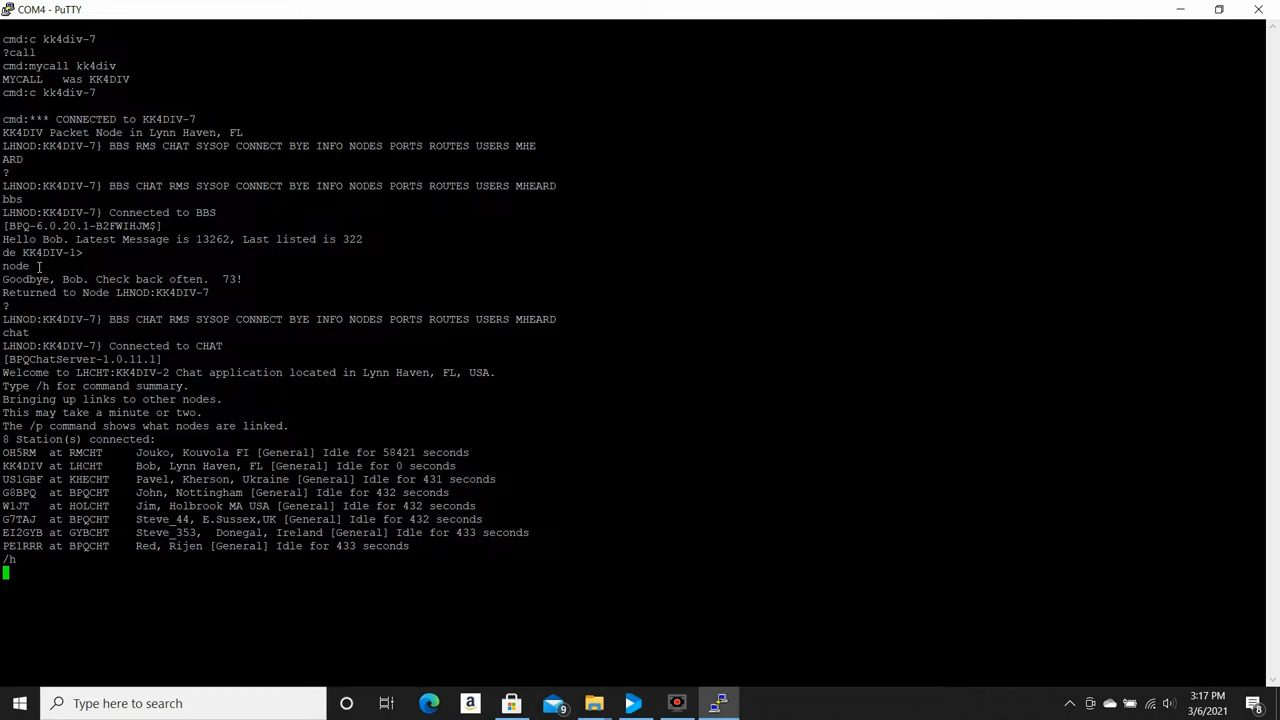 COM4 - PuTTY
cmd:c kk4div-7
?call
cmd:mycall kk4div
MYCALL   was KK4DIV
cmd:c kk4div-7
cmd:*** CONNECTED to KK4DIV-7
KK4DIV Packet Node in Lynn Haven, FL
LHNOD:KK4DIV-7} BBS RMS CHAT SYSOP CONNECT BYE INFO NODES PORTS ROUTES USERS MHE
ARD
?
LHNOD:KK4DIV-7} BBS CHAT RMS SYSOP CONNECT BYE INFO NODES PORTS ROUTES USERS MHEARD
bbs
LHNOD:KK4DIV-7} Connected to BBS
[BPQ-6.0.20.1-B2FWIHJM$]
Hello Bob. Latest Message is 13262, Last listed is 322
de KK4DIV-1>
node
Goodbye, Bob. Check back often.  73!
Returned to Node LHNOD:KK4DIV-7
?
LHNOD:KK4DIV-7} BBS CHAT RMS SYSOP CONNECT BYE INFO NODES PORTS ROUTES USERS MHEARD
chat
LHNOD:KK4DIV-7} Connected to CHAT
[BPQChatServer-1.0.11.1]
Welcome to LHCHT:KK4DIV-2 Chat application located in Lynn Haven, FL, USA.
Type /h for command summary.
Bringing up links to other nodes.
This may take a minute or two.
The /p command shows what nodes are linked.
8 Station(s) connected:
OH5RM  at RMCHT     Jouko, Kouvola FI [General] Idle for 58421 seconds
KK4DIV at LHCHT     Bob, Lynn Haven, FL [General] Idle for 0 seconds
US1GBF at KHECHT    Pavel, Kherson, Ukraine [General] Idle for 431 seconds
G8BPQ  at BPQCHT    John, Nottingham [General] Idle for 432 seconds
W1JT   at HOLCHT    Jim, Holbrook MA USA [General] Idle for 432 seconds
G7TAJ  at BPQCHT    Steve_44, E.Sussex,UK [General] Idle for 432 seconds
EI2GYB at GYBCHT    Steve_353,  Donegal, Ireland [General] Idle for 433 seconds
PE1RRR at BPQCHT    Red, Rijen [General] Idle for 433 seconds
/h
Type here to search
9
3:17 PM
3/6/2021
8